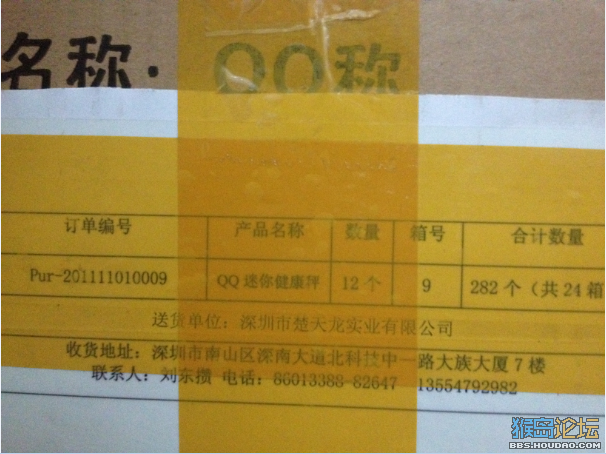 名称: QQ称
订单编号 产品名称 数量 箱号 合计数量
Pur-201111010009 QQ迷你健康秤 12个 9 282个（共24箱
送货单位：深圳市楚天龙实业有限公司
收货地址：深圳市南山区深南大道北科技中一路大族大厦7楼
联系人：刘东攒 电话：86013388-82647 13554792982
猴岛论坛
BBS.HOUDAO.COM